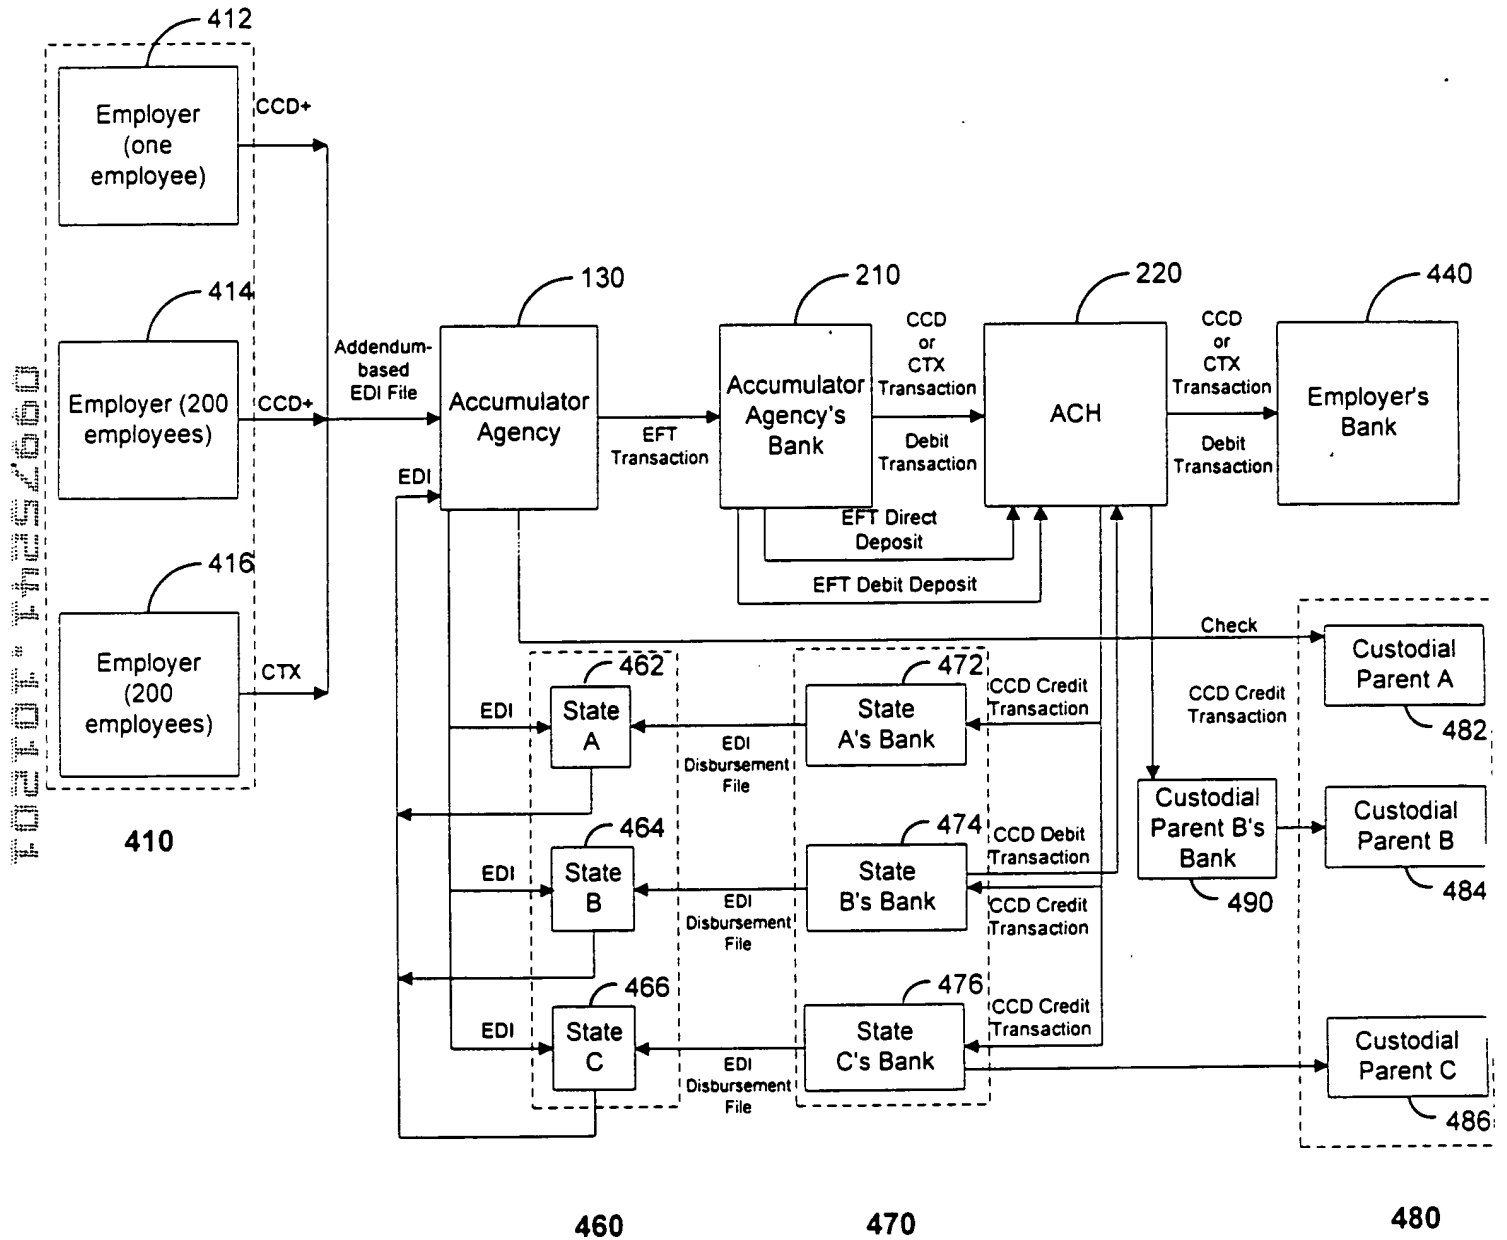 412
Employer
(one
employee)
CCD+
414
Employer (200
employees)
CCD+
416
Employer
(200
employees)
CTX
410
Addendum-
based
EDI File
130
Accumulator
Agency
EDI
EFT
Transaction
210
Accumulator
Agency's
Bank
CCD
or
CTX
Transaction
Debit
Transaction
220
ACH
CCD
or
CTX
Transaction
Debit
Transaction
440
Employer's
Bank
EFT Direct
Deposit
EFT Debit Deposit
Check
462
State
A
EDI
EDI
Disbursement
File
472
State
A's Bank
CCD Credit
Transaction
464
State
B
EDI
EDI
Disbursement
File
474
State
B's Bank
CCD Debit
Transaction
CCD Credit
Transaction
466
State
C
EDI
EDI
Disbursement
File
476
State
C's Bank
CCD Credit
Transaction
CCD Credit
Transaction
Custodial
Parent B's
Bank
490
Custodial
Parent A
482
Custodial
Parent B
484
Custodial
Parent C
486
460
470
480